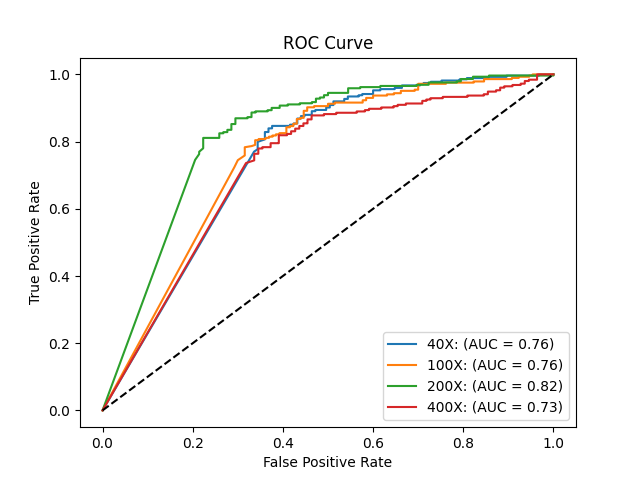 ROC Curve
True Positive Rate
1.0
0.8
0.6
0.4
0.2
0.0
40X: (AUC = 0.76)
100X: (AUC = 0.76)
200X: (AUC = 0.82)
400X: (AUC = 0.73)
0.0 0.2 0.4 0.6 0.8 1.0
False Positive Rate